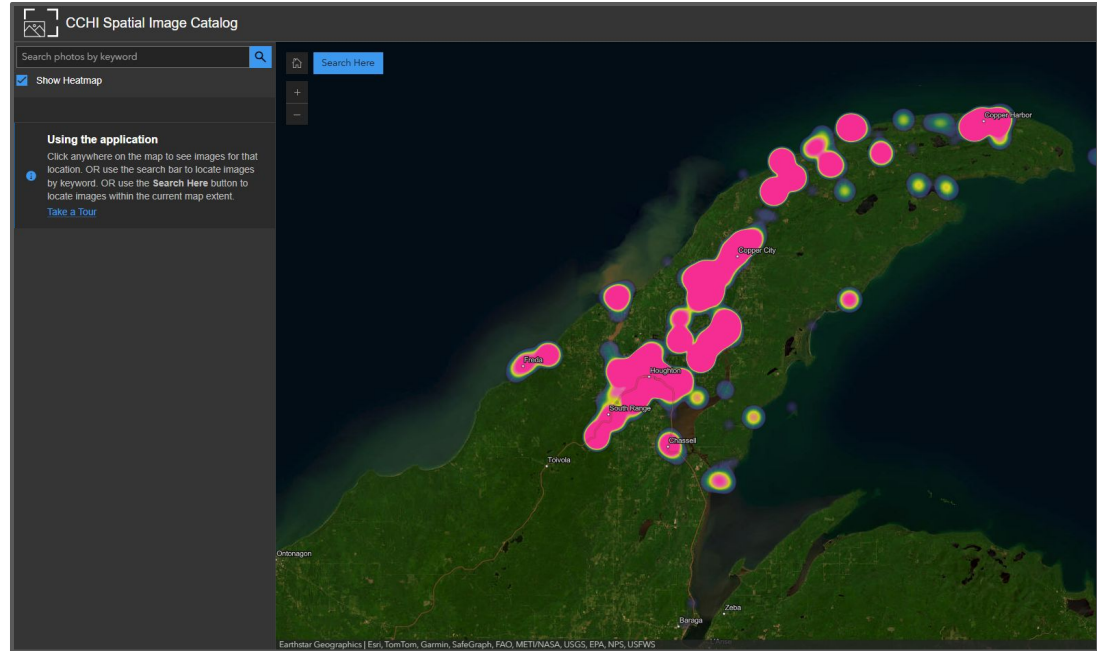 CCHI Spatial Image Catalog
Search photos by keyword
Show Heatmap
Using the application
Click anywhere on the map to see images for that
location. OR use the search bar to locate images
by keyword. OR use the Search Here button to
locate images within the current map extent.
Take a Tour
Search Here
+
−
Copper Harbor
Copper City
Freda
Houghton
South Range
Chassell
Toivola
Ontonagon
Zeba
Baraga
Earthstar Geographics | Esri, TomTom, Garmin, SafeGraph, FAO, METI/NASA, USGS, EPA, NPS, USFWS